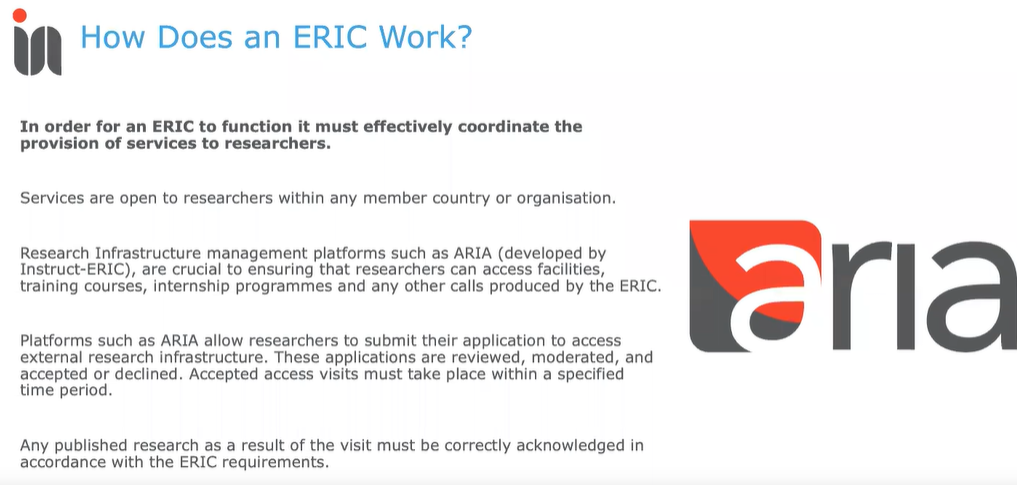 in
How Does an ERIC Work?
In order for an ERIC to function it must effectively coordinate the
provision of services to researchers.
Services are open to researchers within any member country or organisation.
Research Infrastructure management platforms such as ARIA (developed by
Instruct-ERIC), are crucial to ensuring that researchers can access facilities,
training courses, internship programmes and any other calls produced by the ERIC.
Platforms such as ARIA allow researchers to submit their application to access
external research infrastructure. These applications are reviewed, moderated, and
accepted or declined. Accepted access visits must take place within a specified
time period.
Any published research as a result of the visit must be correctly acknowledged in
accordance with the ERIC requirements.
aria